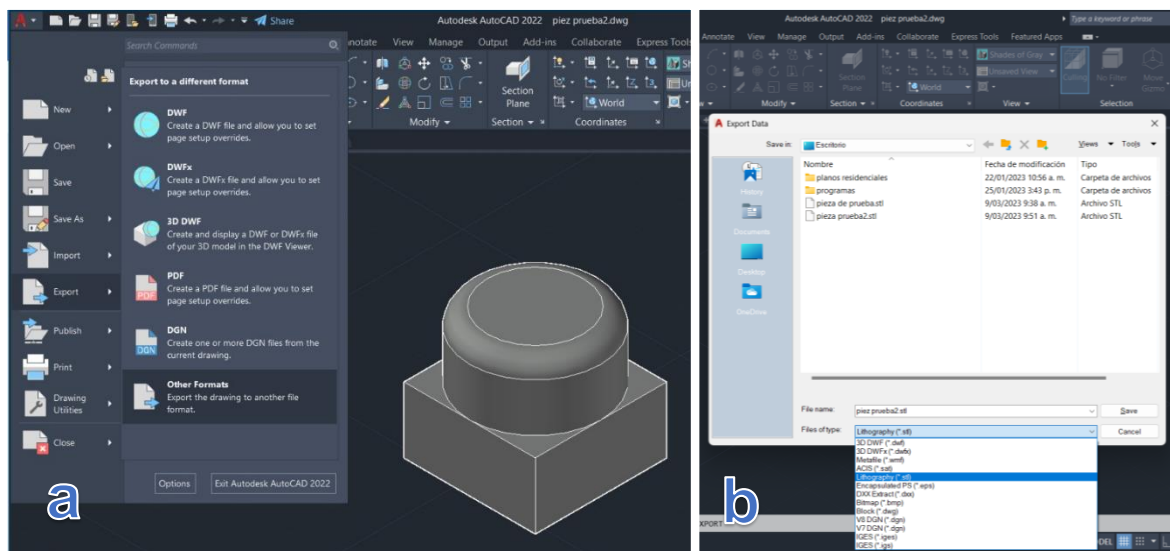 Share
Autodesk AutoCAD 2022 piez prueba2.dwg
Search Commands
notate View Manage Output Add-ins Collaborate Express Tools
Export to a different format
New
Open
Save
Save As
Import
Export
Publish
Print
Drawing
Utilities
Close
DWF
Create a DWF file and allow you to set
page setup overrides.
DWFx
Create a DWFx file and allow you to set
page setup overrides.
3D DWF
Create and display a DWF or DWFx file
of your 3D model in the DWF Viewer.
PDF
PDF
Create a PDF file and allow you to set
page setup overrides.
DGN
DGN
Create one or more DGN files from the
current drawing.
Other Formats
Export the drawing to another file
format.
Options
Exit Autodesk AutoCAD 2022
Section
Plane
World
Modify
Section
Coordinates
a
Autodesk AutoCAD 2022 piez prueba2.dwg
Type a keyword or phrase
Annotate View Manage Output Add-ins Collaborate Express Tools Featured Apps
Shades of Gray
Unsaved View
Section
Plane
World
Culling
No Filter
Move
Gizmo
Modify
Section
Coordinates
View
Selection
Export Data
Save in: Escritorio
Views Tools
Nombre Fecha de modificación Tipo
planos residenciales 22/01/2023 10:56 a. m. Carpeta de archivos
programas 25/01/2023 3:43 p. m. Carpeta de archivos
pieza de prueba.stl 9/03/2023 9:38 a. m. Archivo STL
pieza prueba2.stl 9/03/2023 9:51 a. m. Archivo STL
History
Documents
Desktop
OneDrive
File name: piez prueba2.stl
Save
Files of type: Lithography (*.stl)
Cancel
3D DWF (*.dwf)
3D DWFx (*.dwfx)
Metafile (*.wmf)
ACIS (*.sat)
Lithography (*.stl)
Encapsulated PS (*.eps)
DXX Extract (*.dxx)
Bitmap (*.bmp)
Block (*.dwg)
V8 DGN (*.dgn)
V7 DGN (*.dgn)
IGES (*.iges)
IGES (*.igs)
XPORT
b